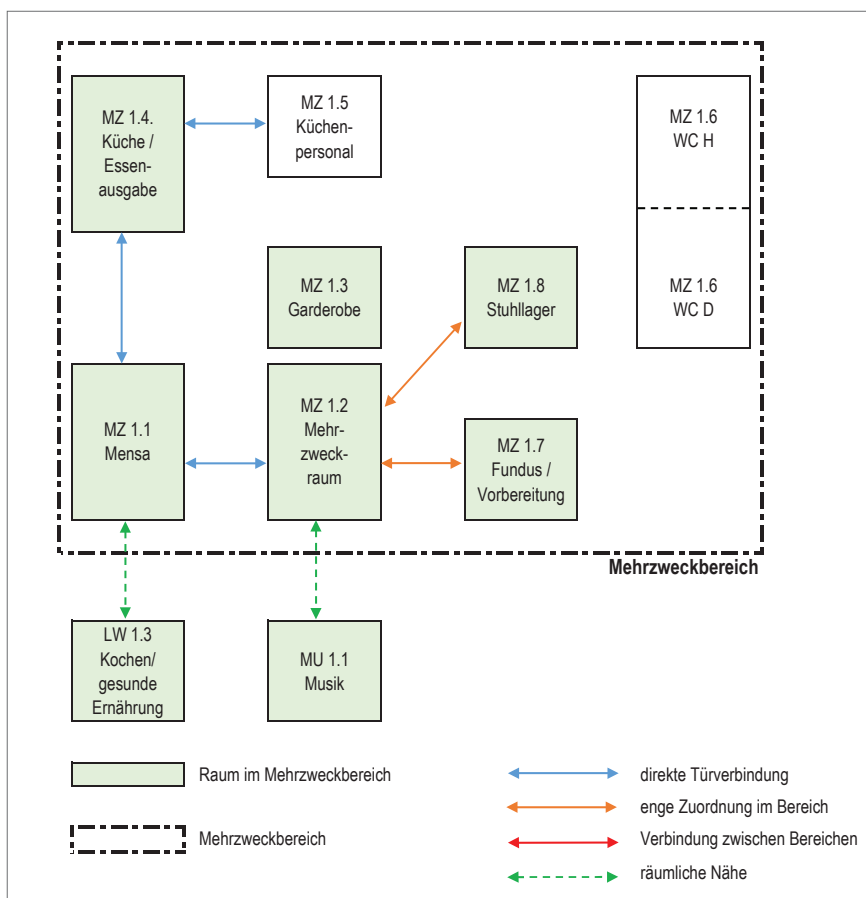 MZ 1.4.
Küche /
Essen-
ausgabe
MZ 1.5
Küchen-
personal
MZ 1.6
WC H
MZ 1.3
Garderobe
MZ 1.8
Stuhllager
MZ 1.6
WC D
MZ 1.1
Mensa
MZ 1.2
Mehr-
zweck-
raum
MZ 1.7
Fundus /
Vorbereitung
Mehrzweckbereich
LW 1.3
Kochen/
gesunde
Ernährung
MU 1.1
Musik
Raum im Mehrzweckbereich
Mehrzweckbereich
direkte Türverbindung
enge Zuordnung im Bereich
Verbindung zwischen Bereichen
räumliche Nähe